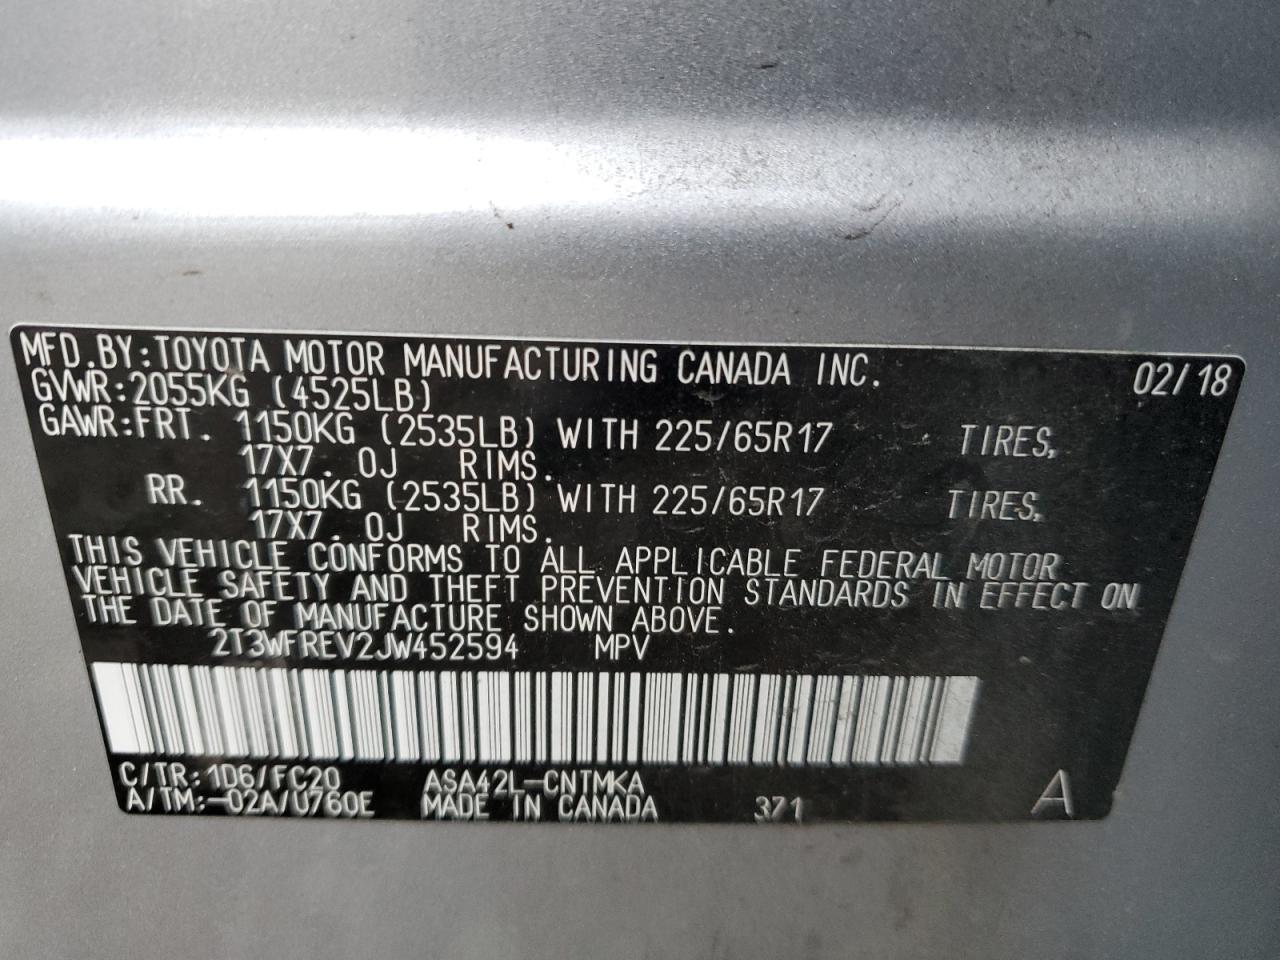 MFD.BY:TOYOTA MOTOR MANUFACTURING CANADA INC. 02/18
GVWR:2055KG (4525LB)
GAWR:FRT. 1150KG (2535LB) WITH 225/65R17 TIRES,
17X7.0J RIMS.
RR. 1150KG (2535LB) WITH 225/65R17 TIRES,
17X7.0J RIMS.
THIS VEHICLE CONFORMS TO ALL APPLICABLE FEDERAL MOTOR
VEHICLE SAFETY AND THEFT PREVENTION STANDARDS IN EFFECT ON
THE DATE OF MANUFACTURE SHOWN ABOVE.
2T3WFREV2JW452594 MPV
C/TR:1D6/FC20 ASA42L-CNTMKA
A/TM:-02A/U760E MADE IN CANADA 371 A